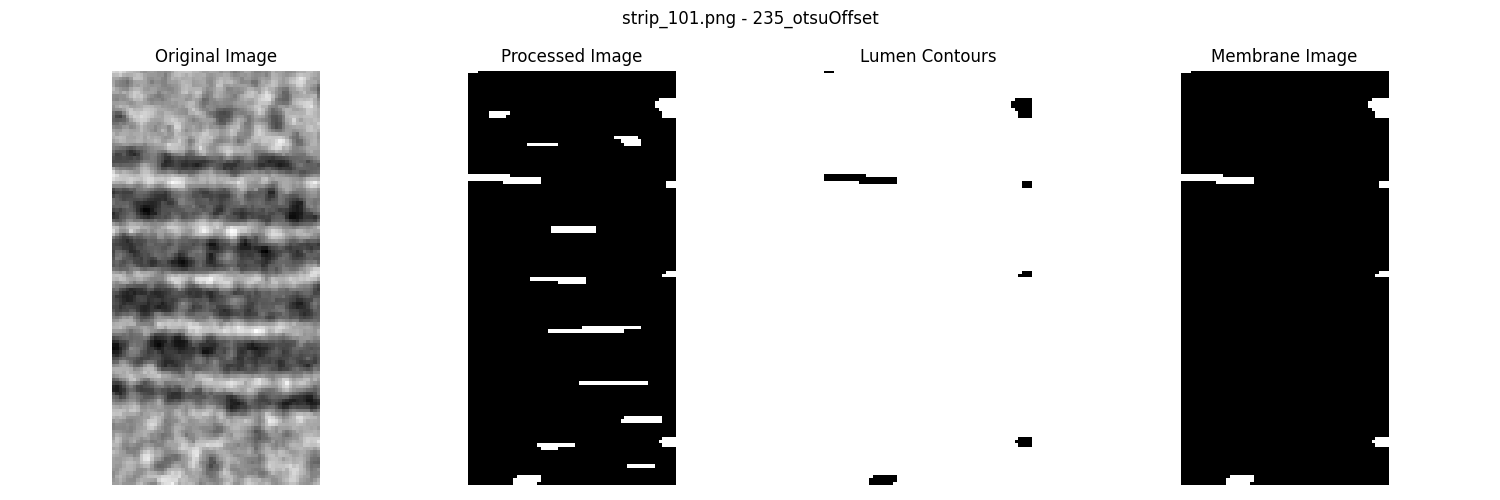 strip_101.png - 235_otsuOffset
Original Image
Processed Image
Lumen Contours
Membrane Image